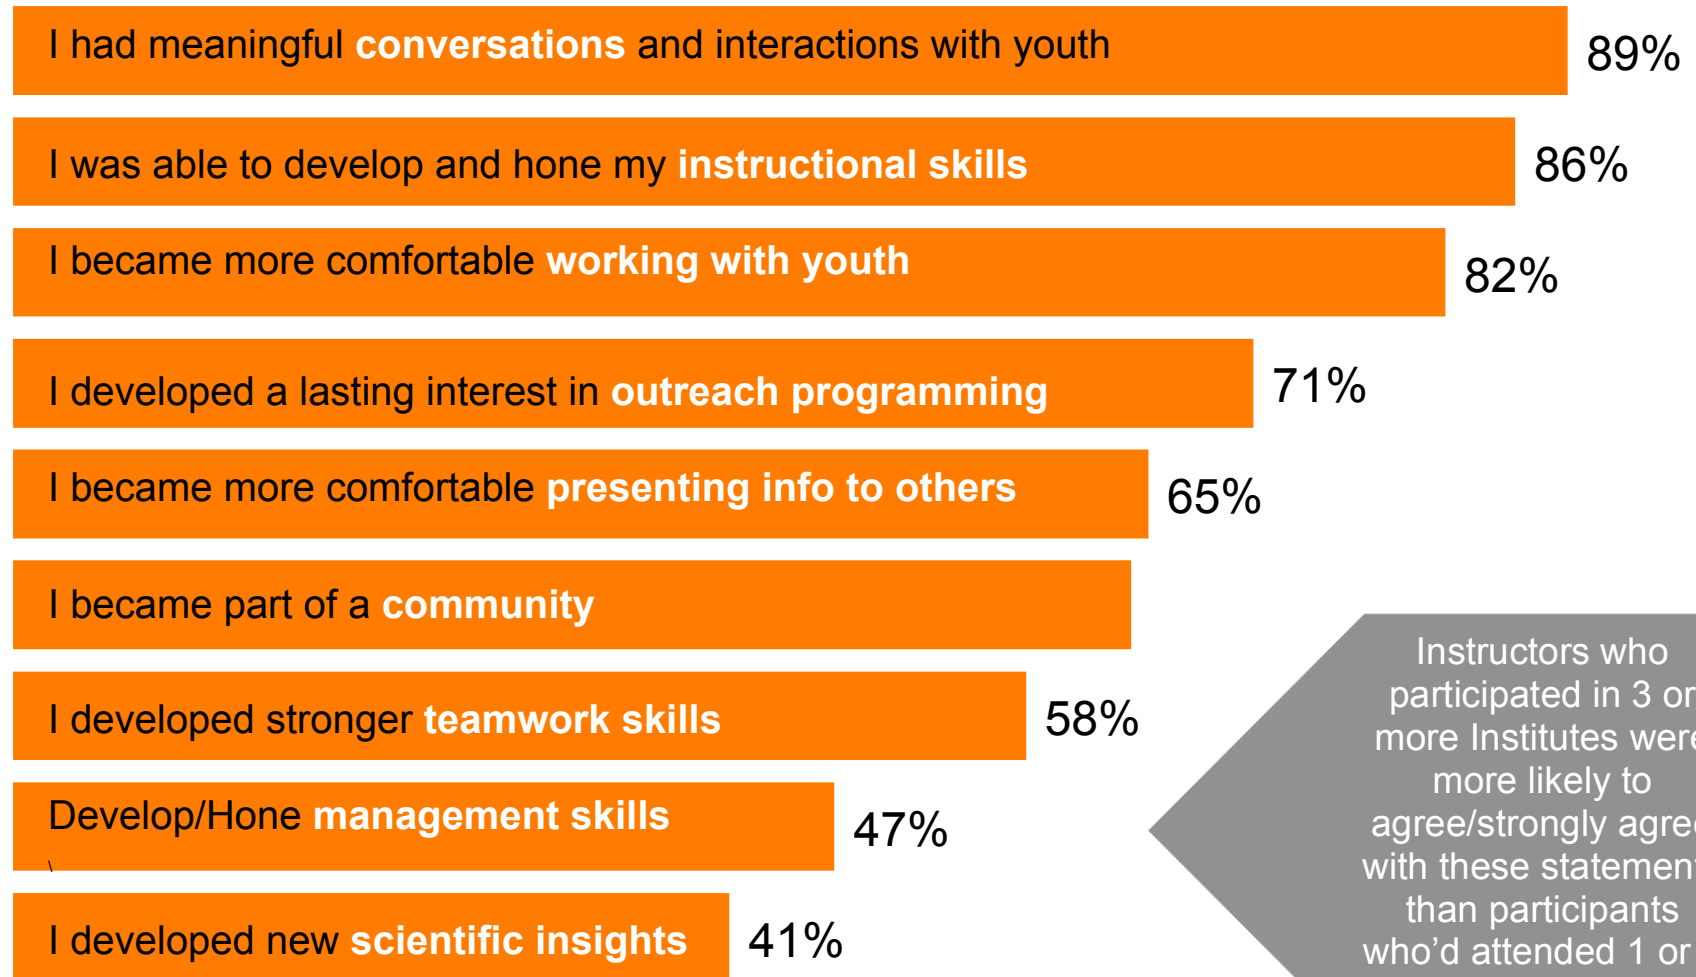 I had meaningful conversations and interactions with youth
89%
I was able to develop and hone my instructional skills
86%
I became more comfortable working with youth
82%
I developed a lasting interest in outreach programming
71%
I became more comfortable presenting info to others
65%
I became part of a community
I developed stronger teamwork skills
58%
Develop/Hone management skills
\
47%
I developed new scientific insights
41%
Instructors who
participated in 3 or
more Institutes were
more likely to
agree/strongly agree
with these statement
than participants
who’d attended 1 or